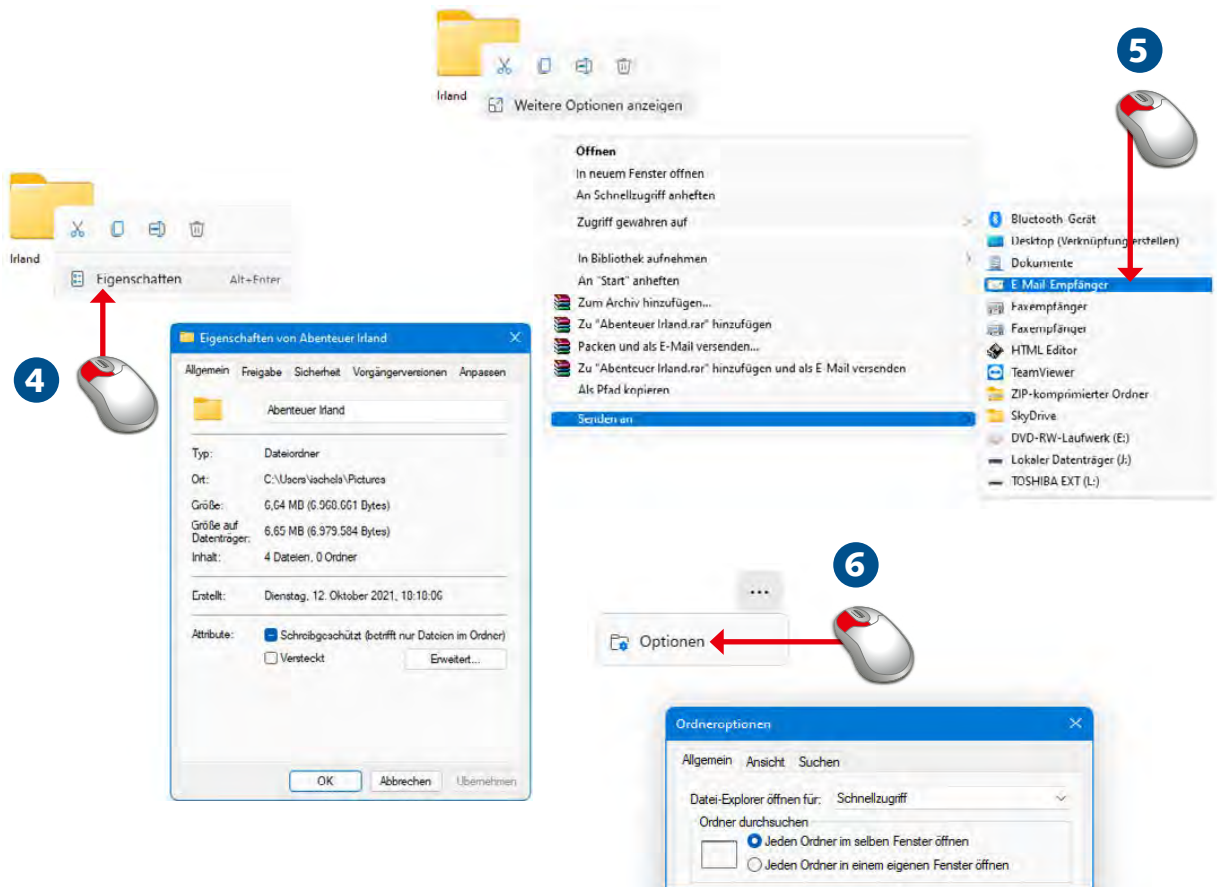 Irland
Weitere Optionen anzeigen
5
Öffnen
In neuem Fenster öffnen
An Schnellzugriff anheften
Zugriff gewähren auf
In Bibliothek aufnehmen
An "Start" anheften
Zum Archiv hinzufügen...
Zu "Abenteuer Irland.rar" hinzufügen
Packen und als E-Mail versenden...
Zu "Abenteuer Irland.rar" hinzufügen und als E-Mail versenden
Als Pfad kopieren
Senden an
Bluetooth-Gerät
Desktop (Verknüpfung erstellen)
Dokumente
E-Mail-Empfänger
Faxempfänger
Faxempfänger
HTML Editor
TeamViewer
ZIP-komprimierter Ordner
SkyDrive
DVD-RW-Laufwerk (E:)
Lokaler Datenträger (J:)
TOSHIBA EXT (L:)
Irland
Eigenschaften Alt+Enter
4
Eigenschaften von Abenteuer Irland
Allgemein Freigabe Sicherheit Vorgängerversionen Anpassen
Abenteuer Irland
Typ: Dateiordner
Ort: C:\Users\ \Pictures
Größe: 6,64 MB (6.968.661 Bytes)
Größe auf
Datenträger: 6,65 MB (6.979.584 Bytes)
Inhalt: 4 Dateien, 0 Ordner
Erstellt: Dienstag, 12. Oktober 2021,
Attribute: Schreibgeschützt (betrifft nur Dateien im Ordner)
Versteckt Erweitert...
OK Abbrechen Übernehmen
6
...
Optionen
Ordneroptionen
Allgemein Ansicht Suchen
Datei-Explorer öffnen für: Schnellzugriff
Ordner durchsuchen
Jeden Ordner im selben Fenster öffnen
Jeden Ordner in einem eigenen Fenster öffnen